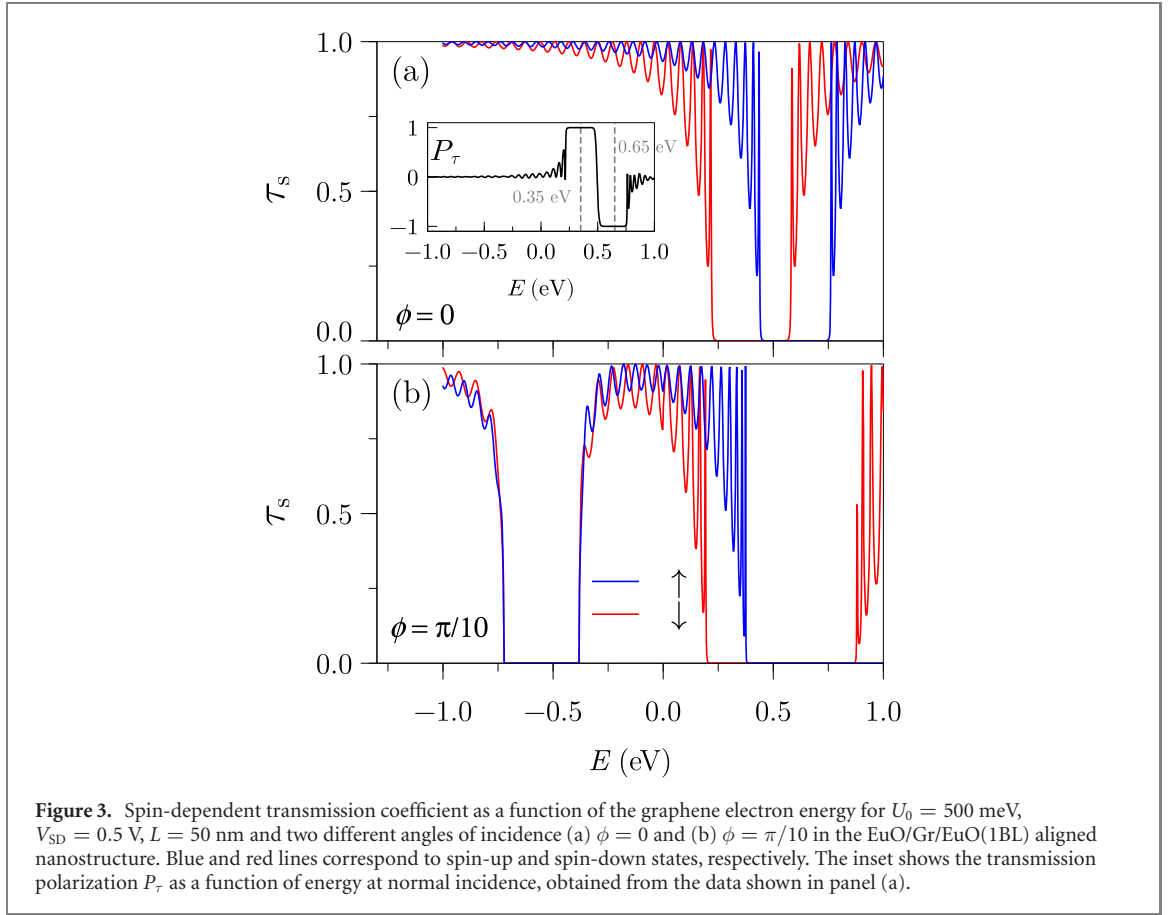 1.0
(a)
1
P_τ
0.65 eV
0
0.35 eV
−1
−1.0 −0.5 0.0 0.5 1.0
E (eV)
0.5
𝒯_s
ϕ = 0
0.0
1.0
(b)
0.5
𝒯_s
↑
↓
ϕ = π/10
0.0
−1.0 −0.5 0.0 0.5 1.0
E (eV)
Figure 3. Spin-dependent transmission coefficient as a function of the graphene electron energy for U₀ = 500 meV,
V_SD = 0.5 V, L = 50 nm and two different angles of incidence (a) ϕ = 0 and (b) ϕ = π/10 in the EuO/Gr/EuO(1BL) aligned
nanostructure. Blue and red lines correspond to spin-up and spin-down states, respectively. The inset shows the transmission
polarization P_τ as a function of energy at normal incidence, obtained from the data shown in panel (a).